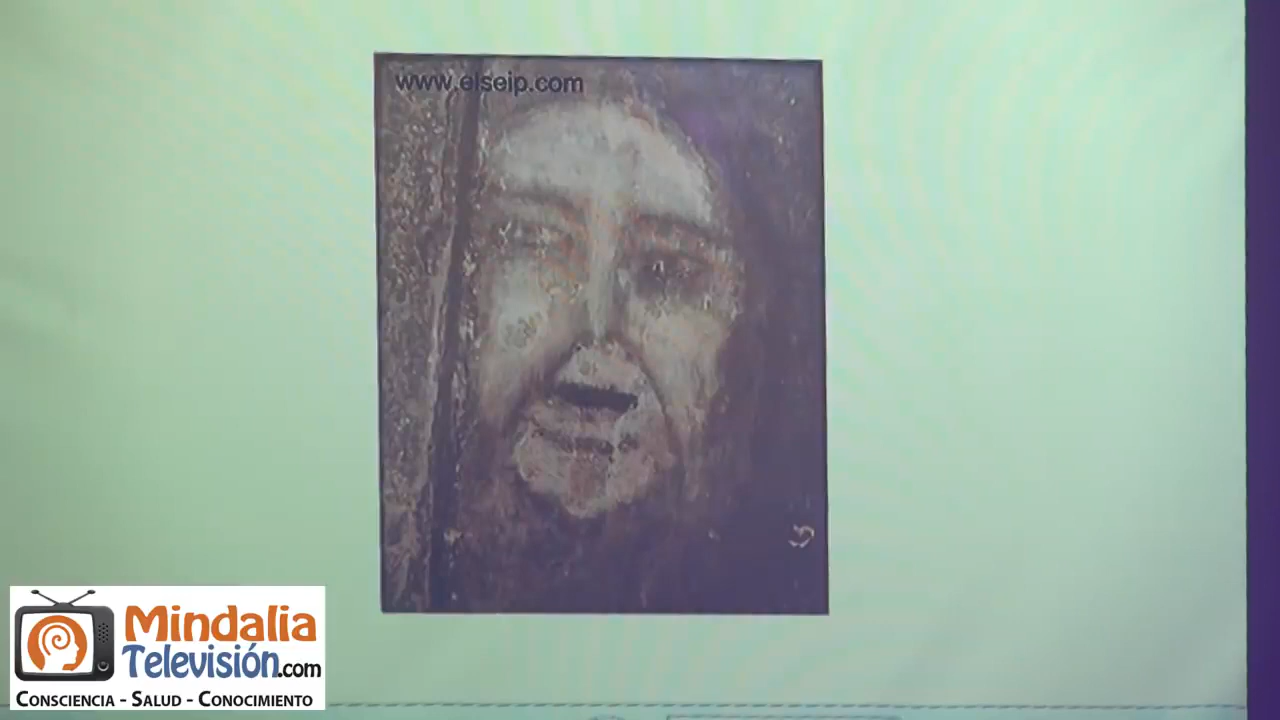 www.elseip.com
Mindalia
Televisión.com
CONSCIENCIA - SALUD - CONOCIMIENTO